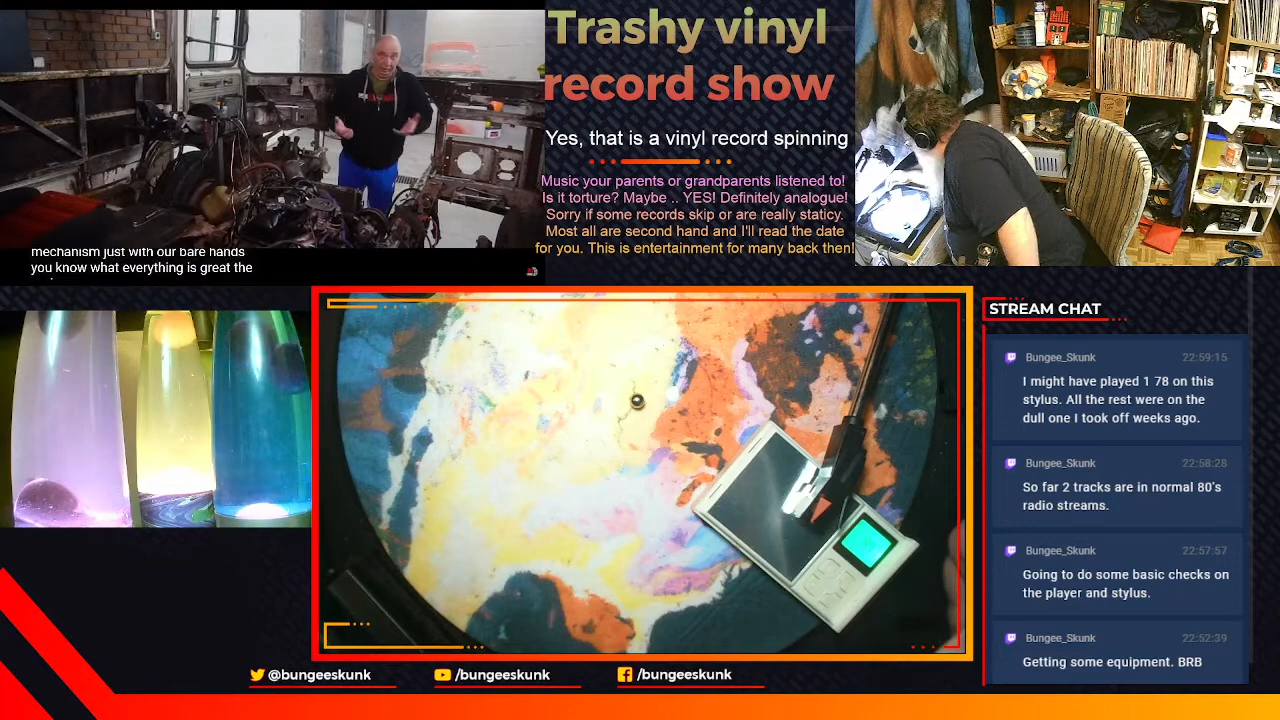 Trashy vinyl
record show
Yes, that is a vinyl record spinning
Music your parents or grandparents listened to!
Is it torture? Maybe .. YES! Definitely analogue!
Sorry if some records skip or are really staticy.
Most all are second hand and I'll read the date
for you. This is entertainment for many back then!
mechanism just with our bare hands
you know what everything is great the
STREAM CHAT
Bungee_Skunk 22:59:15
I might have played 1 78 on this
stylus. All the rest were on the
dull one I took off weeks ago.
Bungee_Skunk 22:58:28
So far 2 tracks are in normal 80's
radio streams.
Bungee_Skunk 22:57:57
Going to do some basic checks on
the player and stylus.
Bungee_Skunk 22:52:39
Getting some equipment. BRB
@bungeeskunk
/bungeeskunk
/bungeeskunk